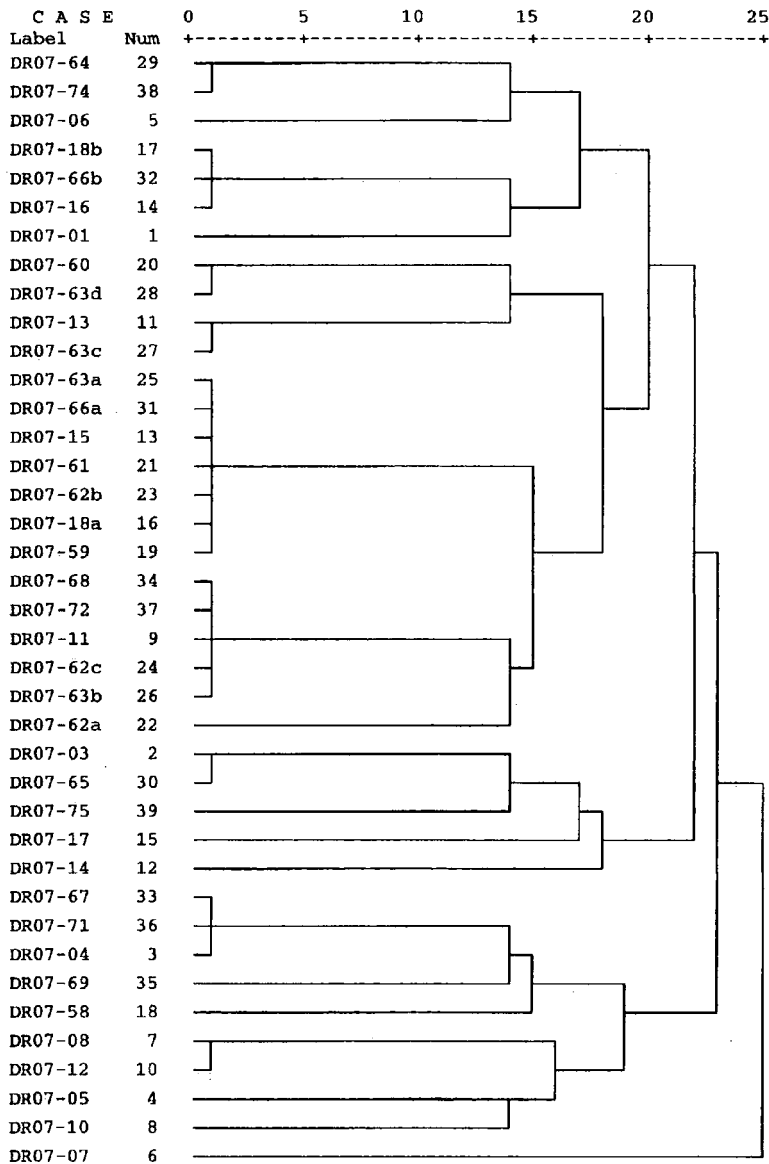 C A S E 0 5 10 15 20 25
Label Num +---------+---------+---------+---------+---------+
DR07-64 29
DR07-74 38
DR07-06 5
DR07-18b 17
DR07-66b 32
DR07-16 14
DR07-01 1
DR07-60 20
DR07-63d 28
DR07-13 11
DR07-63c 27
DR07-63a 25
DR07-66a 31
DR07-15 13
DR07-61 21
DR07-62b 23
DR07-18a 16
DR07-59 19
DR07-68 34
DR07-72 37
DR07-11 9
DR07-62c 24
DR07-63b 26
DR07-62a 22
DR07-03 2
DR07-65 30
DR07-75 39
DR07-17 15
DR07-14 12
DR07-67 33
DR07-71 36
DR07-04 3
DR07-69 35
DR07-58 18
DR07-08 7
DR07-12 10
DR07-05 4
DR07-10 8
DR07-07 6